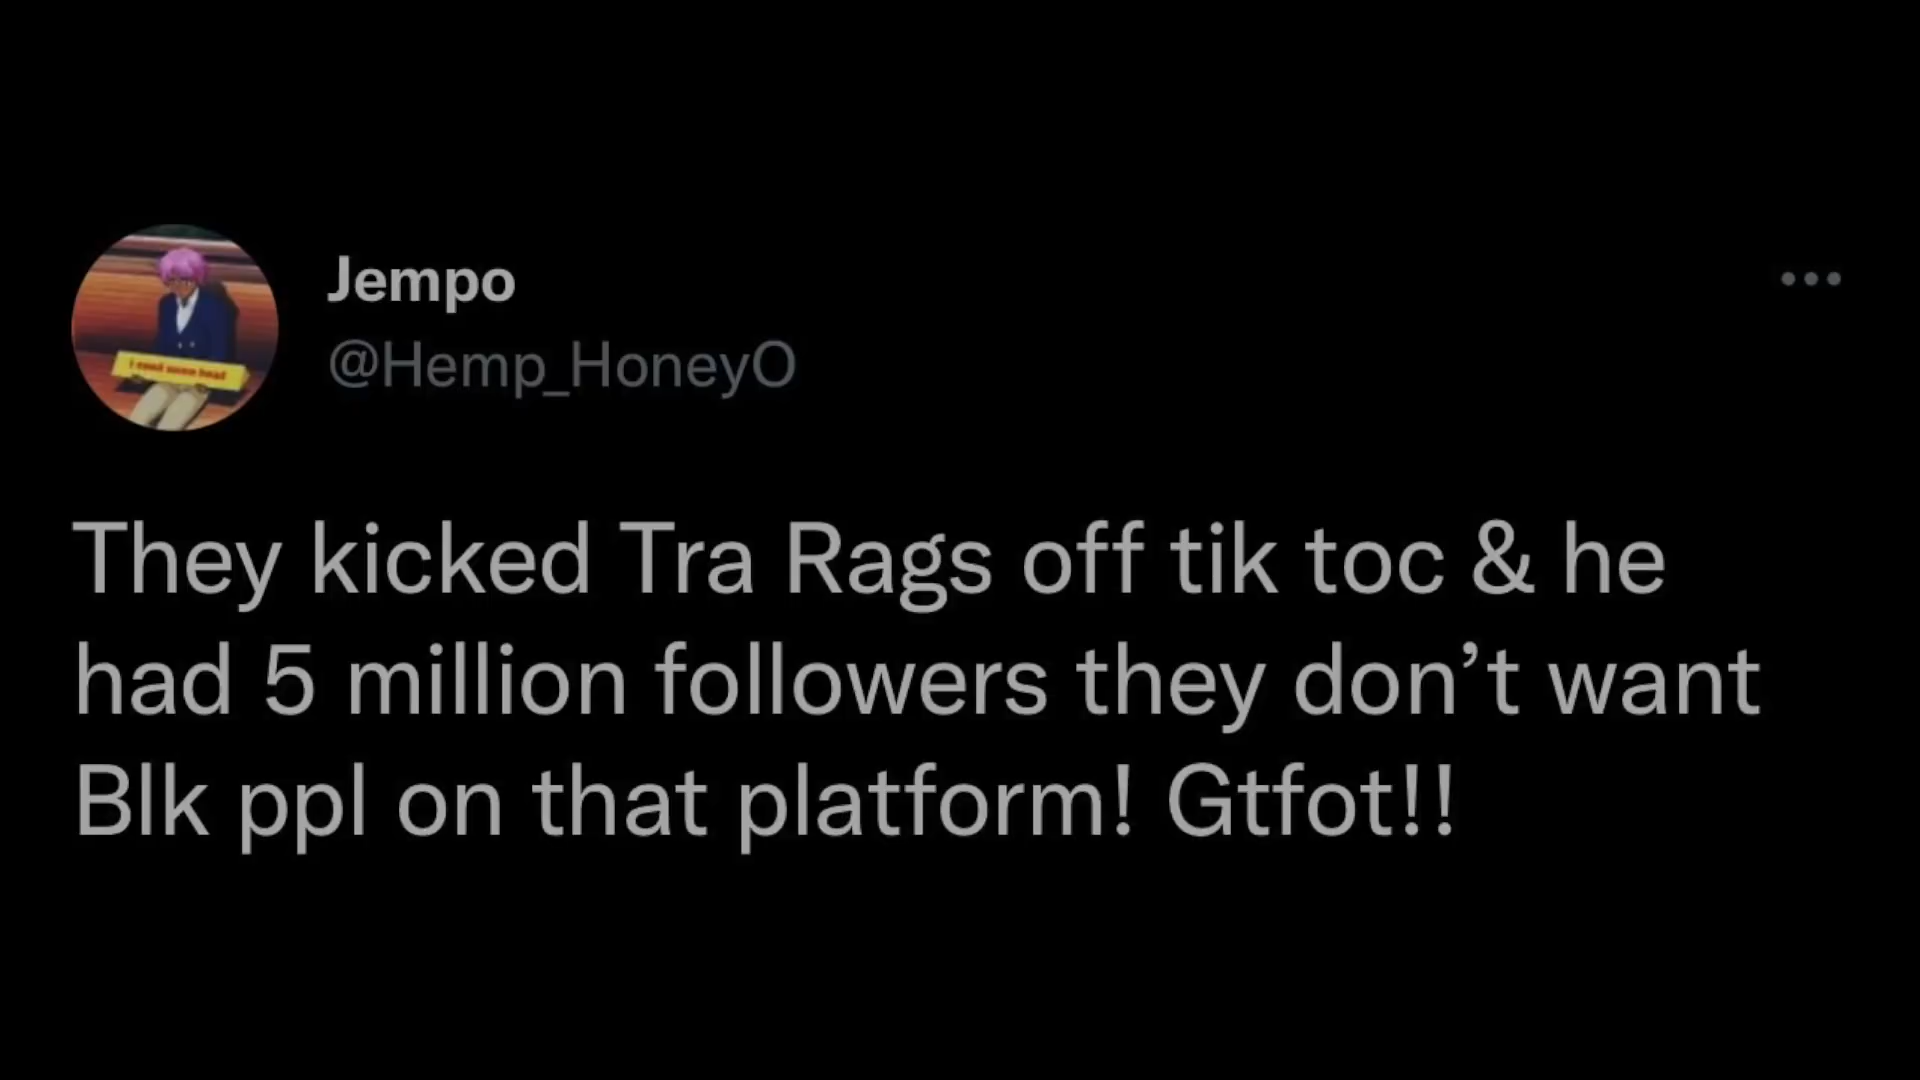 Jempo
@Hemp_HoneyO
They kicked Tra Rags off tik toc & he
had 5 million followers they don’t want
Blk ppl on that platform! Gtfot!!